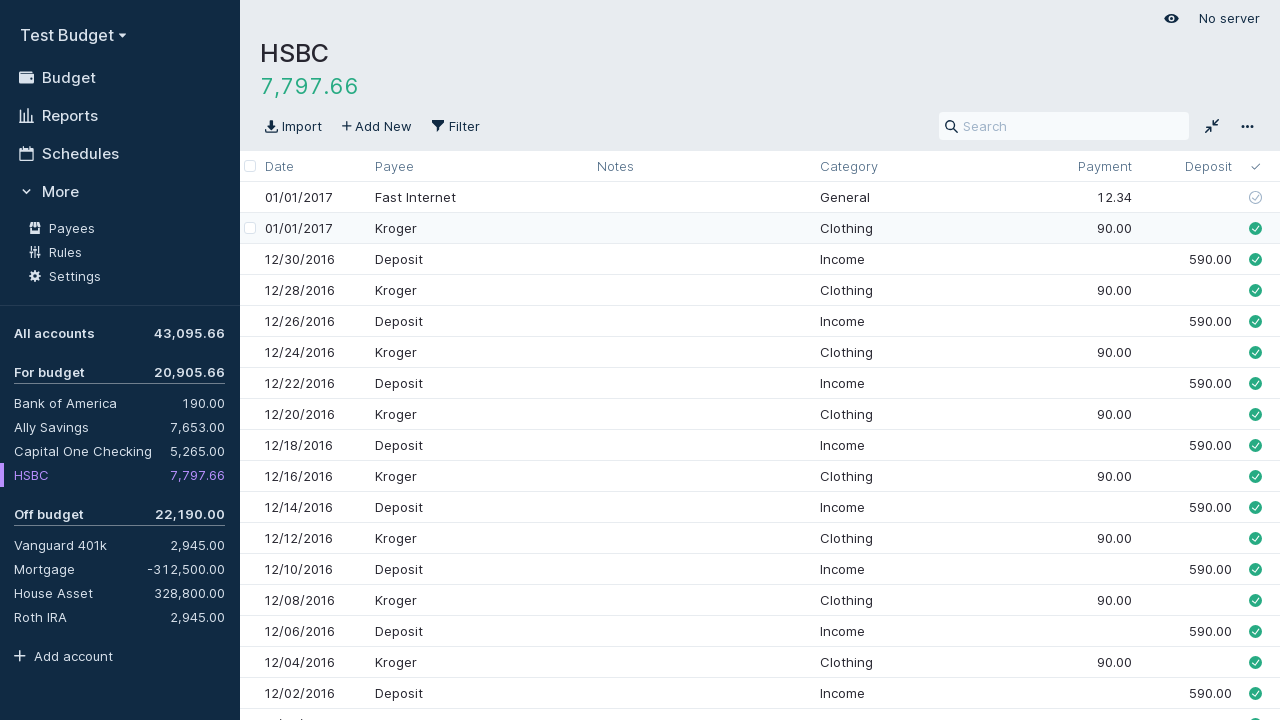 Test Budget
Budget
Reports
Schedules
More
Payees
Rules
Settings
All accounts 43,095.66
For budget 20,905.66
Bank of America 190.00
Ally Savings 7,653.00
Capital One Checking 5,265.00
HSBC 7,797.66
Off budget 22,190.00
Vanguard 401k 2,945.00
Mortgage -312,500.00
House Asset 328,800.00
Roth IRA 2,945.00
Add account
No server
HSBC
7,797.66
Import Add New Filter Search
Date Payee Notes Category Payment Deposit
01/01/2017 Fast Internet General 12.34
01/01/2017 Kroger Clothing 90.00
12/30/2016 Deposit Income 590.00
12/28/2016 Kroger Clothing 90.00
12/26/2016 Deposit Income 590.00
12/24/2016 Kroger Clothing 90.00
12/22/2016 Deposit Income 590.00
12/20/2016 Kroger Clothing 90.00
12/18/2016 Deposit Income 590.00
12/16/2016 Kroger Clothing 90.00
12/14/2016 Deposit Income 590.00
12/12/2016 Kroger Clothing 90.00
12/10/2016 Deposit Income 590.00
12/08/2016 Kroger Clothing 90.00
12/06/2016 Deposit Income 590.00
12/04/2016 Kroger Clothing 90.00
12/02/2016 Deposit Income 590.00